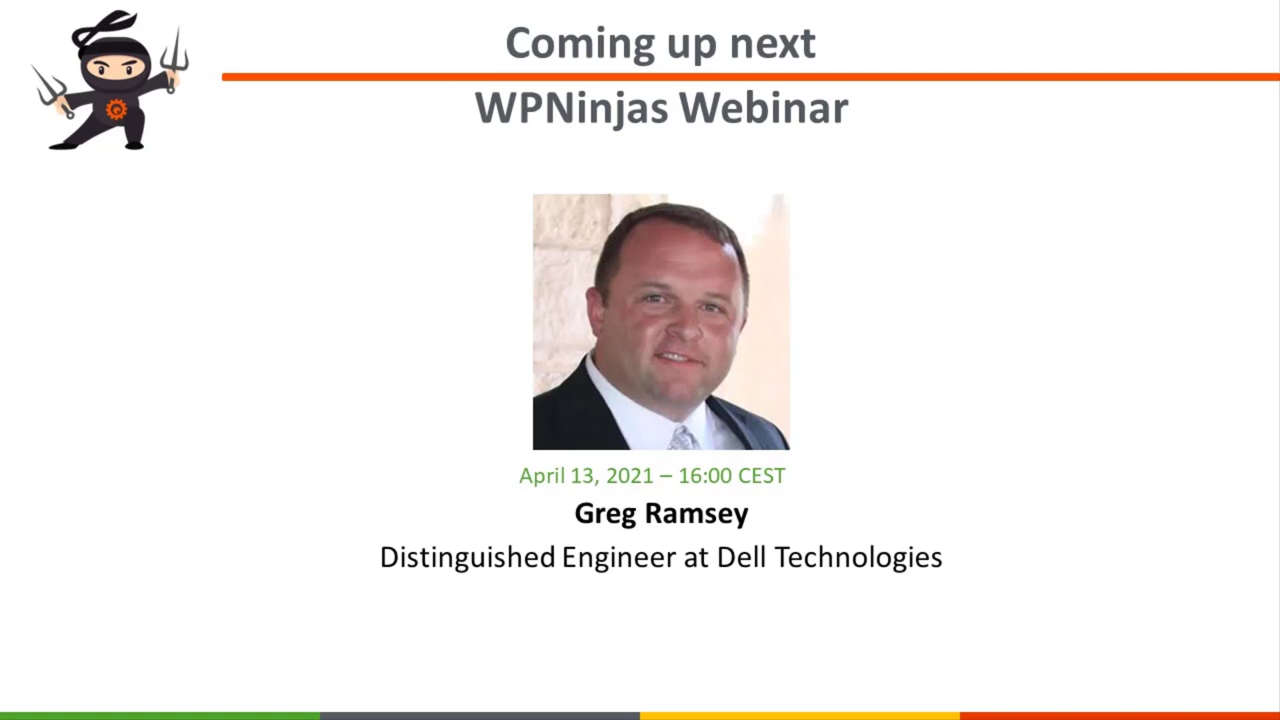 Coming up next
WPNinjas Webinar
April 13, 2021 – 16:00 CEST
Greg Ramsey
Distinguished Engineer at Dell Technologies